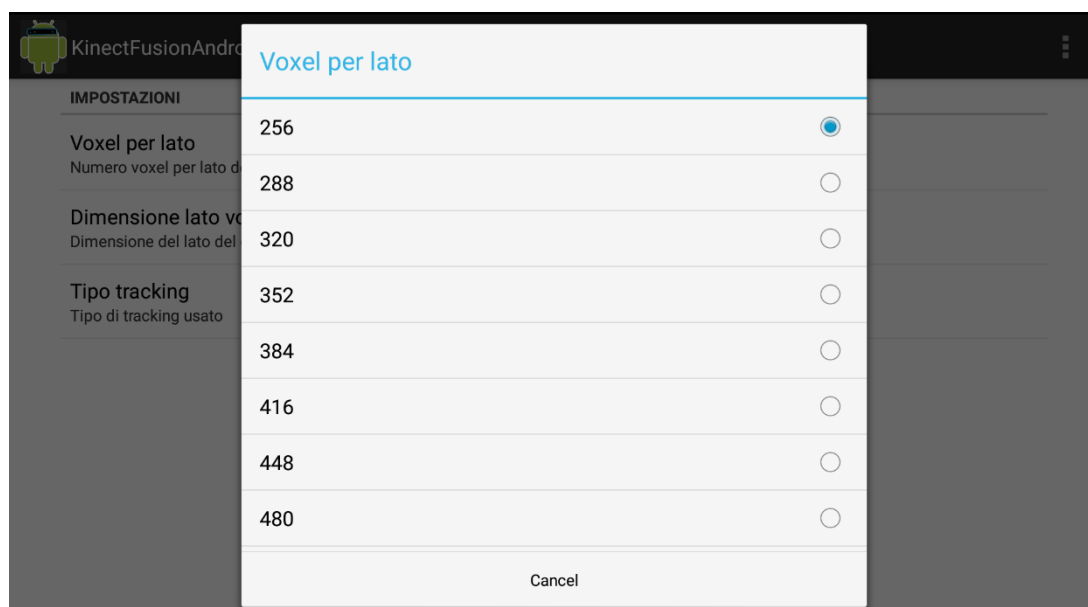 KinectFusionAndro
Voxel per lato
IMPOSTAZIONI
Voxel per lato
Numero voxel per lato d
Dimensione lato vo
Dimensione del lato del
Tipo tracking
Tipo di tracking usato
256
288
320
352
384
416
448
480
Cancel